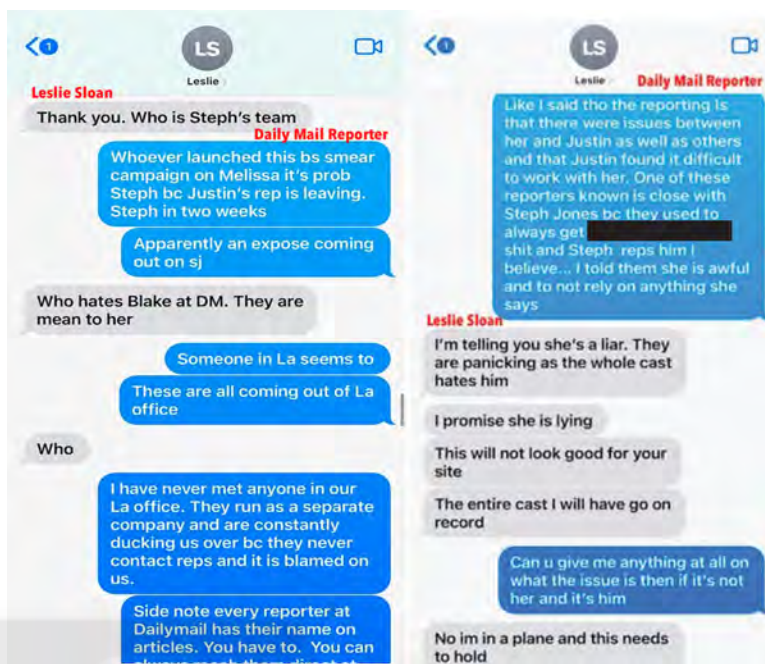 1
LS
Leslie
Leslie Sloan
Thank you. Who is Steph's team
Daily Mail Reporter
Whoever launched this bs smear
campaign on Melissa it's prob
Steph bc Justin's rep is leaving.
Steph in two weeks
Apparently an expose coming
out on sj
Who hates Blake at DM. They are
mean to her
Someone in La seems to
These are all coming out of La
office
Who
I have never met anyone in our
La office. They run as a separate
company and are constantly
ducking us over bc they never
contact reps and it is blamed on
us.
Side note every reporter at
Dailymail has their name on
articles. You have to. You can
always reach them direct at
1
LS
Leslie
Daily Mail Reporter
Like I said tho the reporting Is
that there were issues between
her and Justin as well as others
and that Justin found it difficult
to work with her. One of these
reporters known is close with
Steph Jones bc they used to
always get
shit and Steph reps him I
believe... I told them she is awful
and to not rely on anything she
says
Leslie Sloan
I'm telling you she's a liar. They
are panicking as the whole cast
hates him
I promise she is lying
This will not look good for your
site
The entire cast I will have go on
record
Can u give me anything at all on
what the issue is then if it's not
her and it's him
No im in a plane and this needs
to hold